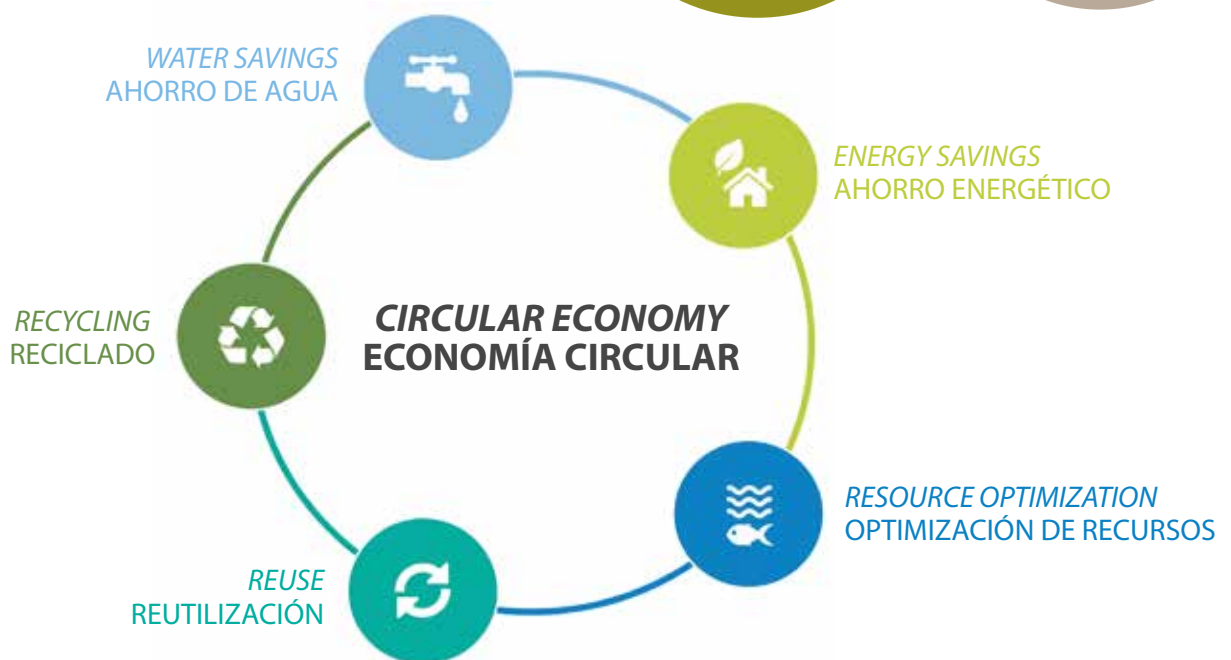 WATER SAVINGS
AHORRO DE AGUA
ENERGY SAVINGS
AHORRO ENERGÉTICO
RECYCLING
RECICLADO
CIRCULAR ECONOMY
ECONOMÍA CIRCULAR
RESOURCE OPTIMIZATION
OPTIMIZACIÓN DE RECURSOS
REUSE
REUTILIZACIÓN